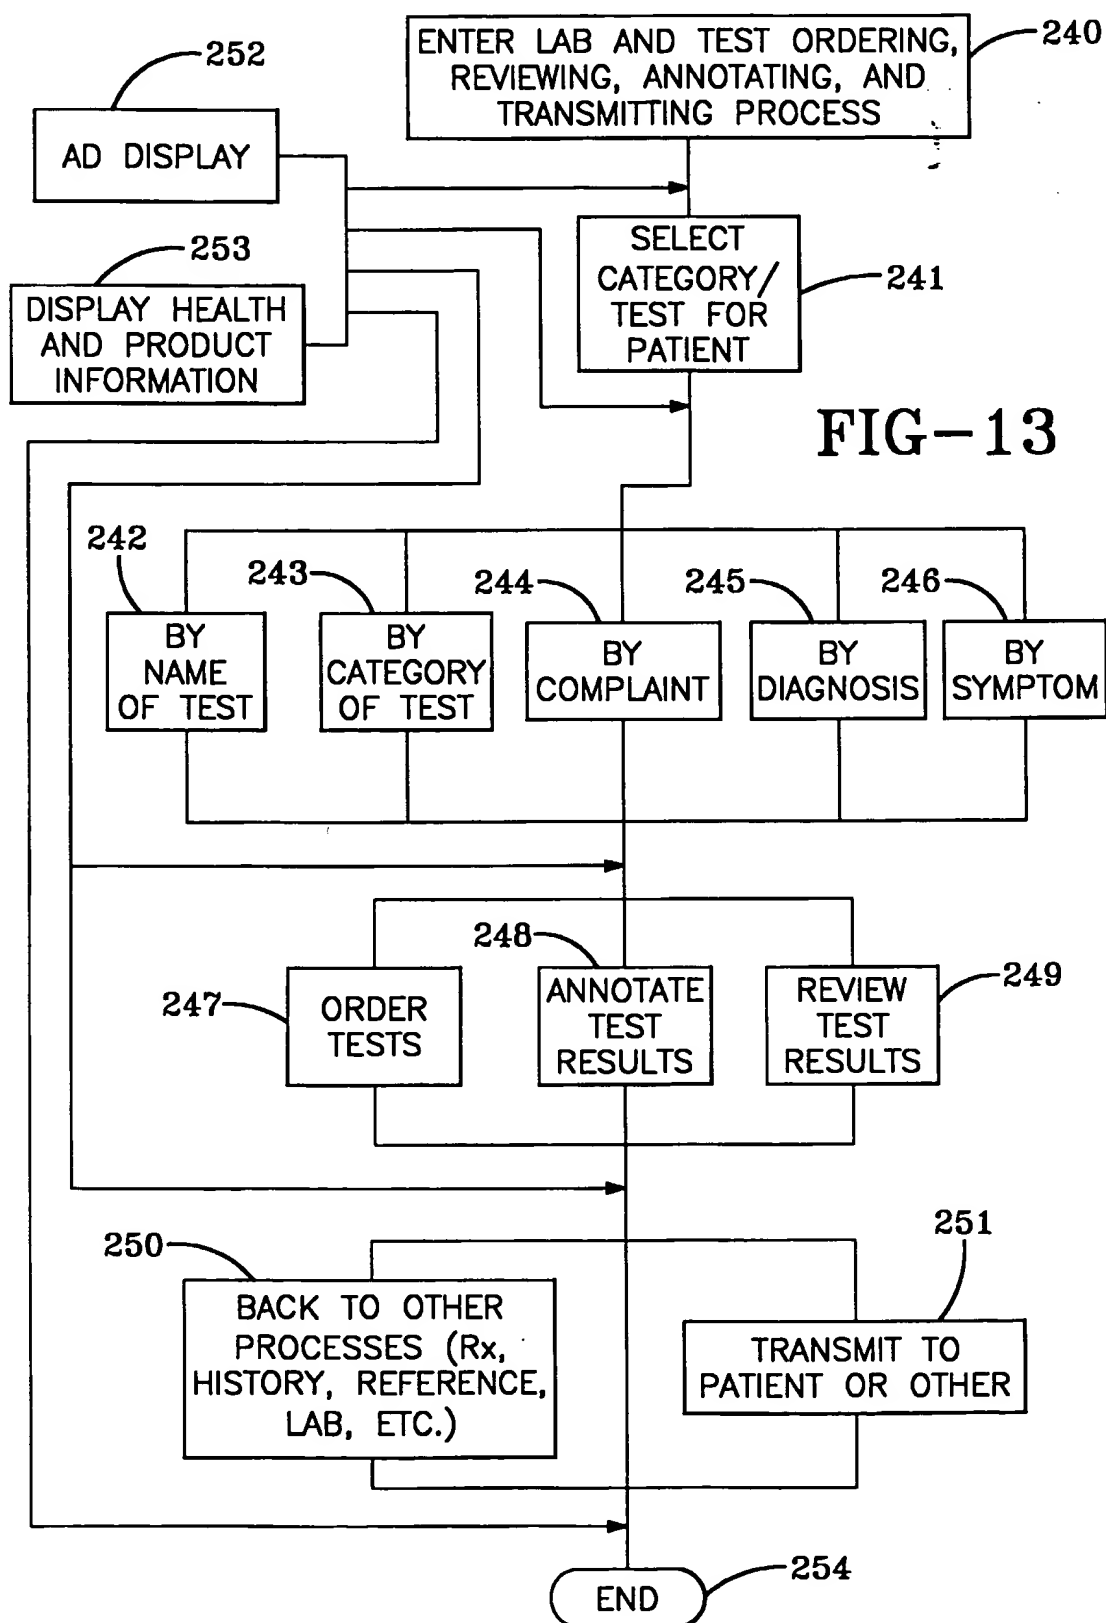 240
ENTER LAB AND TEST ORDERING,
REVIEWING, ANNOTATING, AND
TRANSMITTING PROCESS
252
AD DISPLAY
253
DISPLAY HEALTH
AND PRODUCT
INFORMATION
SELECT
CATEGORY/
TEST FOR
PATIENT
241
FIG-13
242
BY
NAME
OF TEST
243
BY
CATEGORY
OF TEST
244
BY
COMPLAINT
245
BY
DIAGNOSIS
246
BY
SYMPTOM
247
ORDER
TESTS
248
ANNOTATE
TEST
RESULTS
249
REVIEW
TEST
RESULTS
250
BACK TO OTHER
PROCESSES (Rx,
HISTORY, REFERENCE,
LAB, ETC.)
251
TRANSMIT TO
PATIENT OR OTHER
END
254